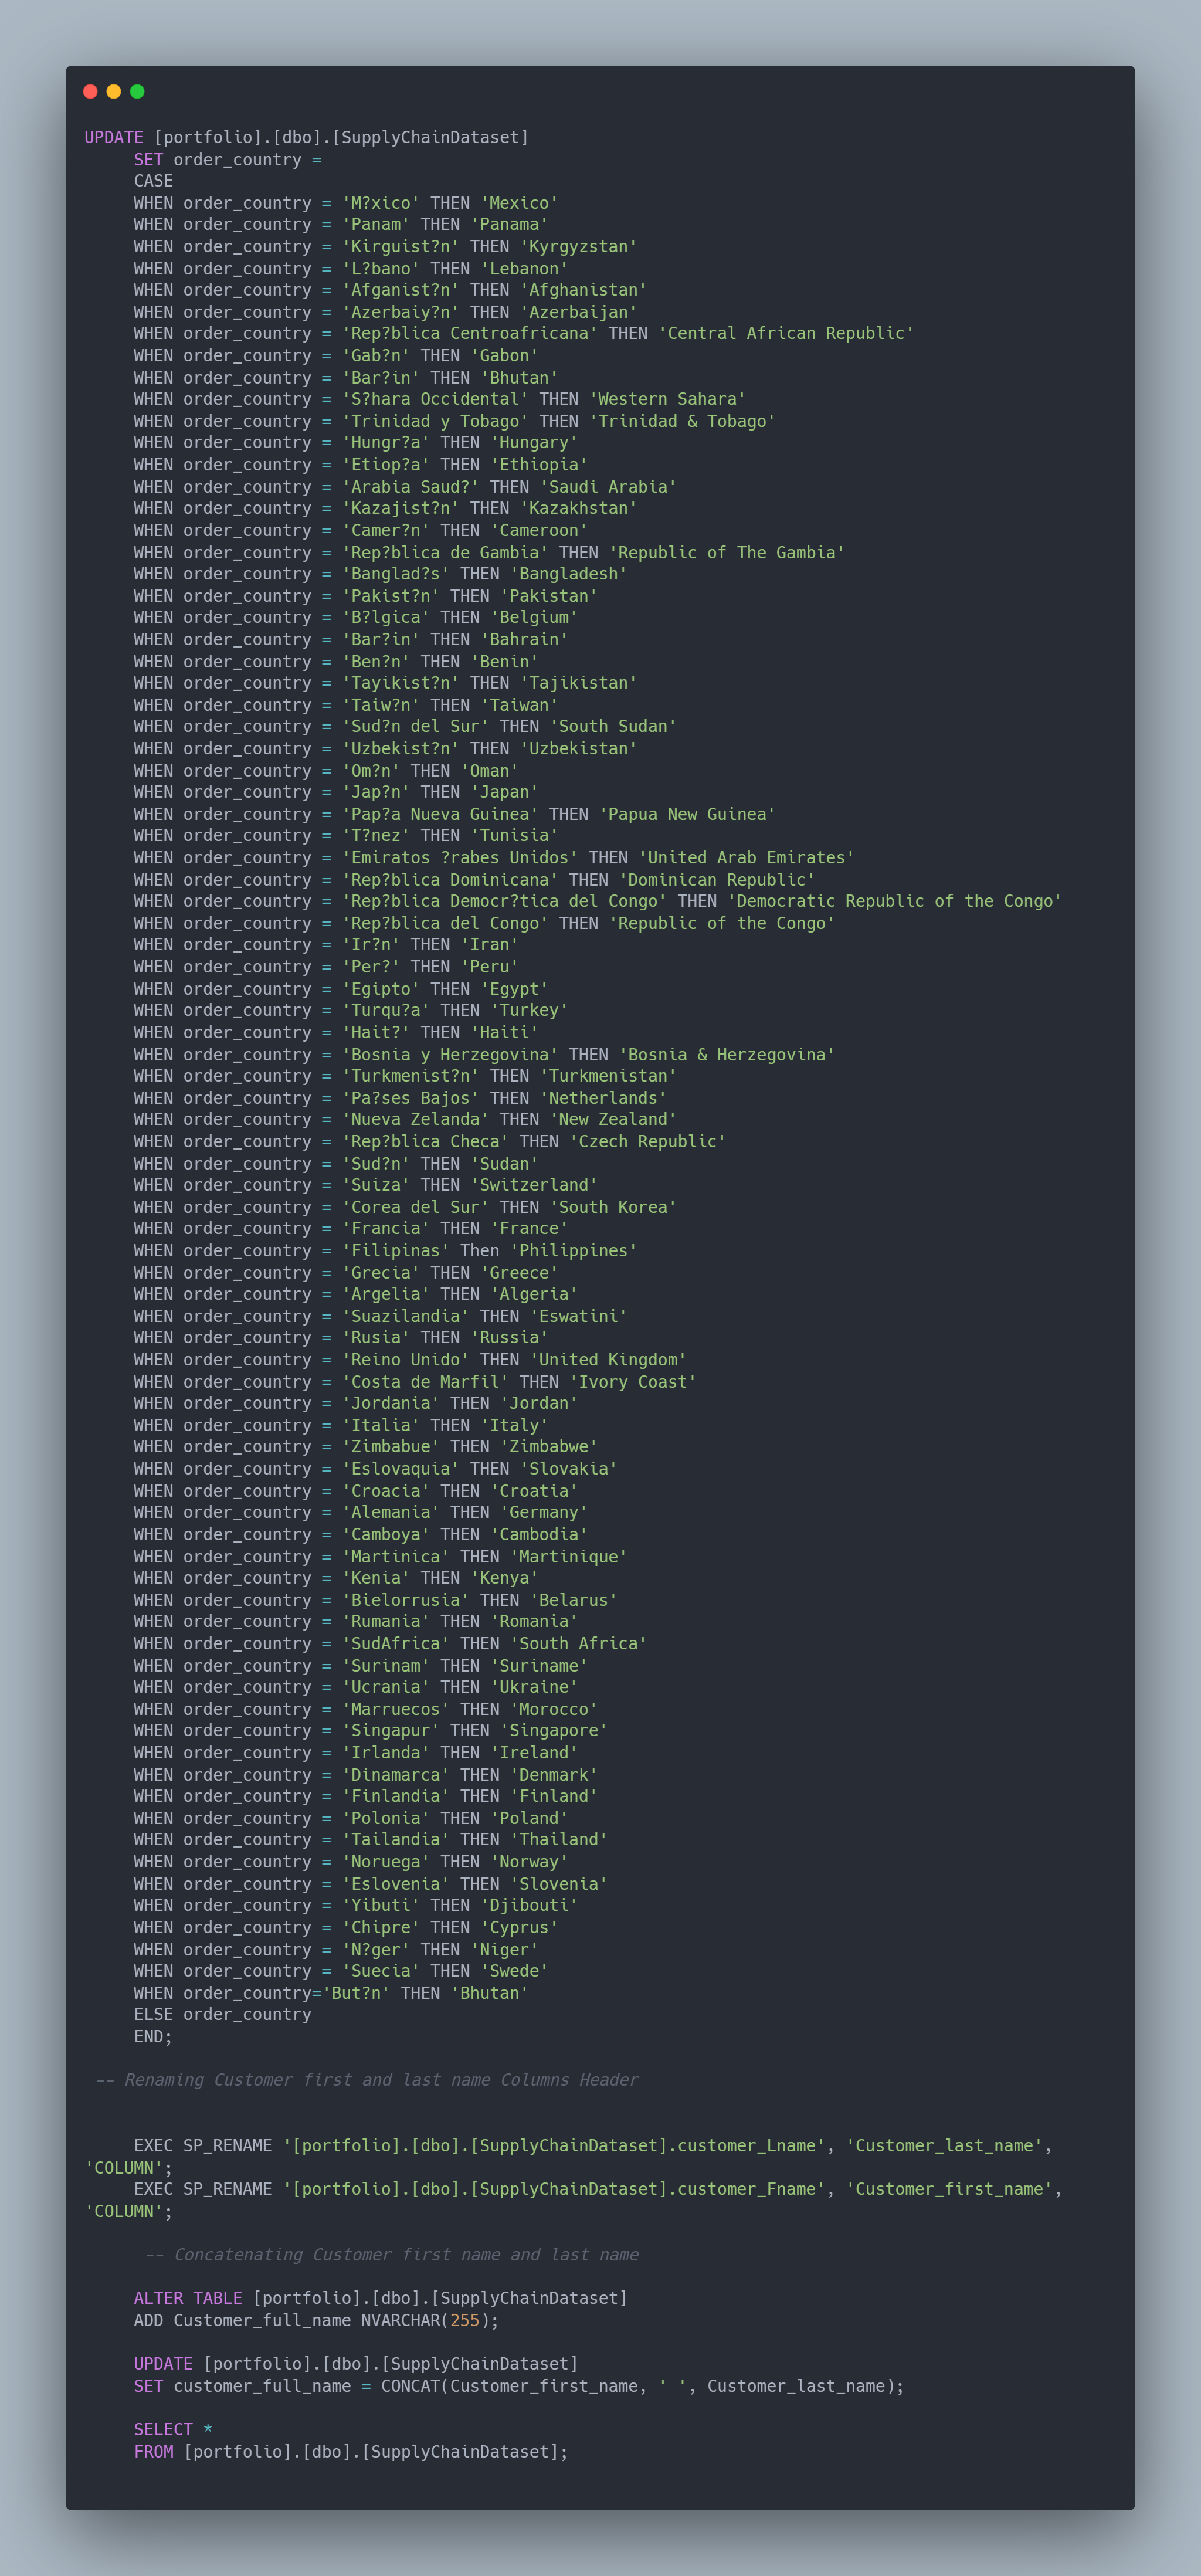 UPDATE [portfolio].[dbo].[SupplyChainDataset]
SET order_country =
CASE
WHEN order_country = 'M?xico' THEN 'Mexico'
WHEN order_country = 'Panam' THEN 'Panama'
WHEN order_country = 'Kirguist?n' THEN 'Kyrgyzstan'
WHEN order_country = 'L?bano' THEN 'Lebanon'
WHEN order_country = 'Afganist?n' THEN 'Afghanistan'
WHEN order_country = 'Azerbaiy?n' THEN 'Azerbaijan'
WHEN order_country = 'Rep?blica Centroafricana' THEN 'Central African Republic'
WHEN order_country = 'Gab?n' THEN 'Gabon'
WHEN order_country = 'Bar?in' THEN 'Bhutan'
WHEN order_country = 'S?hara Occidental' THEN 'Western Sahara'
WHEN order_country = 'Trinidad y Tobago' THEN 'Trinidad & Tobago'
WHEN order_country = 'Hungr?a' THEN 'Hungary'
WHEN order_country = 'Etiop?a' THEN 'Ethiopia'
WHEN order_country = 'Arabia Saud?' THEN 'Saudi Arabia'
WHEN order_country = 'Kazajist?n' THEN 'Kazakhstan'
WHEN order_country = 'Camer?n' THEN 'Cameroon'
WHEN order_country = 'Rep?blica de Gambia' THEN 'Republic of The Gambia'
WHEN order_country = 'Banglad?s' THEN 'Bangladesh'
WHEN order_country = 'Pakist?n' THEN 'Pakistan'
WHEN order_country = 'B?lgica' THEN 'Belgium'
WHEN order_country = 'Bar?in' THEN 'Bahrain'
WHEN order_country = 'Ben?n' THEN 'Benin'
WHEN order_country = 'Tayikist?n' THEN 'Tajikistan'
WHEN order_country = 'Taiw?n' THEN 'Taiwan'
WHEN order_country = 'Sud?n del Sur' THEN 'South Sudan'
WHEN order_country = 'Uzbekist?n' THEN 'Uzbekistan'
WHEN order_country = 'Om?n' THEN 'Oman'
WHEN order_country = 'Jap?n' THEN 'Japan'
WHEN order_country = 'Pap?a Nueva Guinea' THEN 'Papua New Guinea'
WHEN order_country = 'T?nez' THEN 'Tunisia'
WHEN order_country = 'Emiratos ?rabes Unidos' THEN 'United Arab Emirates'
WHEN order_country = 'Rep?blica Dominicana' THEN 'Dominican Republic'
WHEN order_country = 'Rep?blica Democr?tica del Congo' THEN 'Democratic Republic of the Congo'
WHEN order_country = 'Rep?blica del Congo' THEN 'Republic of the Congo'
WHEN order_country = 'Ir?n' THEN 'Iran'
WHEN order_country = 'Per?' THEN 'Peru'
WHEN order_country = 'Egipto' THEN 'Egypt'
WHEN order_country = 'Turqu?a' THEN 'Turkey'
WHEN order_country = 'Hait?' THEN 'Haiti'
WHEN order_country = 'Bosnia y Herzegovina' THEN 'Bosnia & Herzegovina'
WHEN order_country = 'Turkmenist?n' THEN 'Turkmenistan'
WHEN order_country = 'Pa?ses Bajos' THEN 'Netherlands'
WHEN order_country = 'Nueva Zelanda' THEN 'New Zealand'
WHEN order_country = 'Rep?blica Checa' THEN 'Czech Republic'
WHEN order_country = 'Sud?n' THEN 'Sudan'
WHEN order_country = 'Suiza' THEN 'Switzerland'
WHEN order_country = 'Corea del Sur' THEN 'South Korea'
WHEN order_country = 'Francia' THEN 'France'
WHEN order_country = 'Filipinas' Then 'Philippines'
WHEN order_country = 'Grecia' THEN 'Greece'
WHEN order_country = 'Argelia' THEN 'Algeria'
WHEN order_country = 'Suazilandia' THEN 'Eswatini'
WHEN order_country = 'Rusia' THEN 'Russia'
WHEN order_country = 'Reino Unido' THEN 'United Kingdom'
WHEN order_country = 'Costa de Marfil' THEN 'Ivory Coast'
WHEN order_country = 'Jordania' THEN 'Jordan'
WHEN order_country = 'Italia' THEN 'Italy'
WHEN order_country = 'Zimbabue' THEN 'Zimbabwe'
WHEN order_country = 'Eslovaquia' THEN 'Slovakia'
WHEN order_country = 'Croacia' THEN 'Croatia'
WHEN order_country = 'Alemania' THEN 'Germany'
WHEN order_country = 'Camboya' THEN 'Cambodia'
WHEN order_country = 'Martinica' THEN 'Martinique'
WHEN order_country = 'Kenia' THEN 'Kenya'
WHEN order_country = 'Bielorrusia' THEN 'Belarus'
WHEN order_country = 'Rumania' THEN 'Romania'
WHEN order_country = 'SudAfrica' THEN 'South Africa'
WHEN order_country = 'Surinam' THEN 'Suriname'
WHEN order_country = 'Ucrania' THEN 'Ukraine'
WHEN order_country = 'Marruecos' THEN 'Morocco'
WHEN order_country = 'Singapur' THEN 'Singapore'
WHEN order_country = 'Irlanda' THEN 'Ireland'
WHEN order_country = 'Dinamarca' THEN 'Denmark'
WHEN order_country = 'Finlandia' THEN 'Finland'
WHEN order_country = 'Polonia' THEN 'Poland'
WHEN order_country = 'Tailandia' THEN 'Thailand'
WHEN order_country = 'Noruega' THEN 'Norway'
WHEN order_country = 'Eslovenia' THEN 'Slovenia'
WHEN order_country = 'Yibuti' THEN 'Djibouti'
WHEN order_country = 'Chipre' THEN 'Cyprus'
WHEN order_country = 'N?ger' THEN 'Niger'
WHEN order_country = 'Suecia' THEN 'Swede'
WHEN order_country='But?n' THEN 'Bhutan'
ELSE order_country
END;
-- Renaming Customer first and last name Columns Header
EXEC SP_RENAME '[portfolio].[dbo].[SupplyChainDataset].customer_Lname', 'Customer_last_name',
'COLUMN';
EXEC SP_RENAME '[portfolio].[dbo].[SupplyChainDataset].customer_Fname', 'Customer_first_name',
'COLUMN';
-- Concatenating Customer first name and last name
ALTER TABLE [portfolio].[dbo].[SupplyChainDataset]
ADD Customer_full_name NVARCHAR(255);
UPDATE [portfolio].[dbo].[SupplyChainDataset]
SET customer_full_name = CONCAT(Customer_first_name, ' ', Customer_last_name);
SELECT *
FROM [portfolio].[dbo].[SupplyChainDataset];